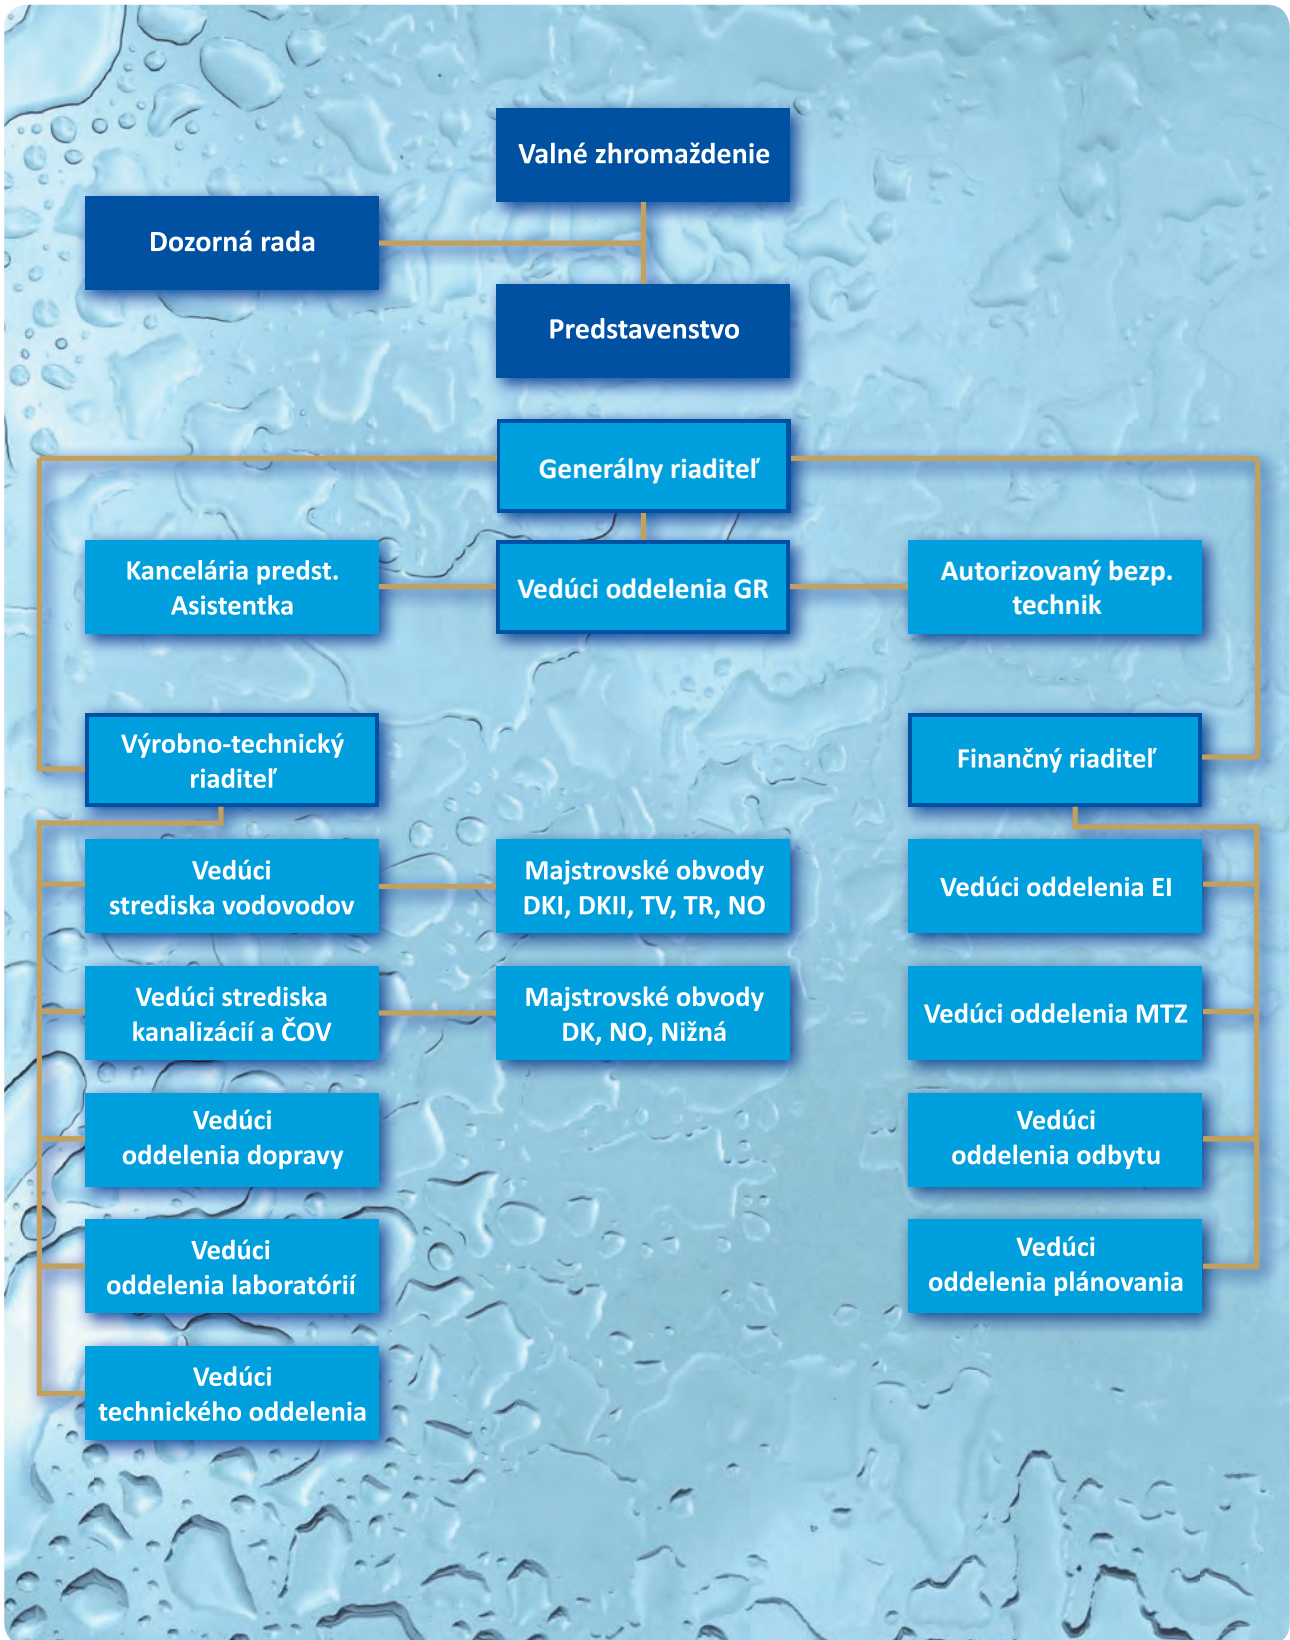 Valné zhromaždenie
Dozorná rada
Predstavenstvo
Generálny riaditeľ
Kancelária predst.
Asistentka
Vedúci oddelenia GR
Autorizovaný bezp.
technik
Výrobno-technický
riaditeľ
Finančný riaditeľ
Vedúci
strediska vodovodov
Majstrovské obvody
DKI, DKII, TV, TR, NO
Vedúci oddelenia EI
Vedúci strediska
kanalizácií a ČOV
Majstrovské obvody
DK, NO, Nižná
Vedúci oddelenia MTZ
Vedúci
oddelenia dopravy
Vedúci
oddelenia odbytu
Vedúci
oddelenia laboratórií
Vedúci
oddelenia plánovania
Vedúci
technického oddelenia